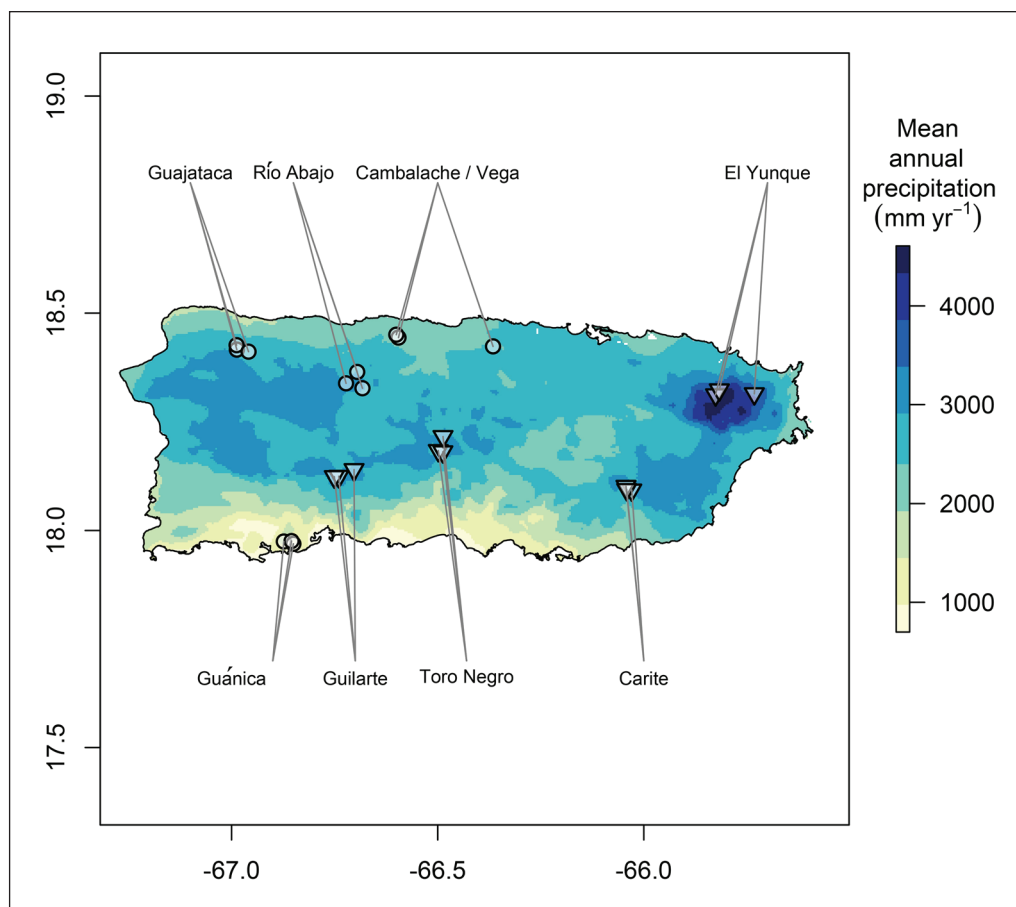 19.0
18.5
18.0
17.5
-67.0
-66.5
-66.0
Guajataca
Río Abajo
Cambalache / Vega
El Yunque
Guánica
Guilarte
Toro Negro
Carite
Mean
annual
precipitation
(mm yr⁻¹)
4000
3000
2000
1000